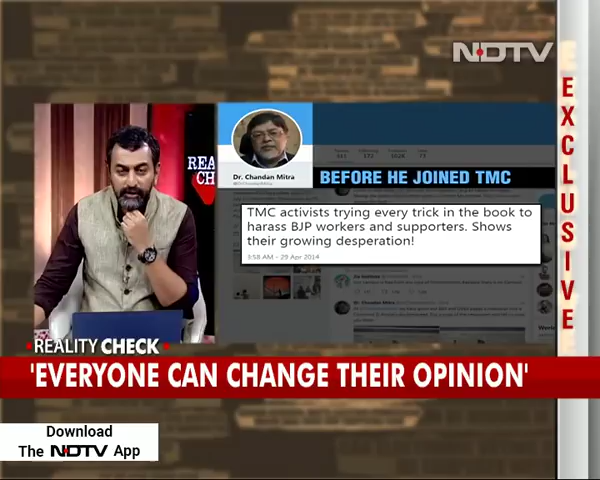 NDTV
EXCLUSIVE
REAL
CH
Dr. Chandan Mitra
BEFORE HE JOINED TMC
TMC activists trying every trick in the book to
harass BJP workers and supporters. Shows
their growing desperation!
3:58 AM - 29 Apr 2014
REALITY CHECK
'EVERYONE CAN CHANGE THEIR OPINION'
Download
The NDTV App